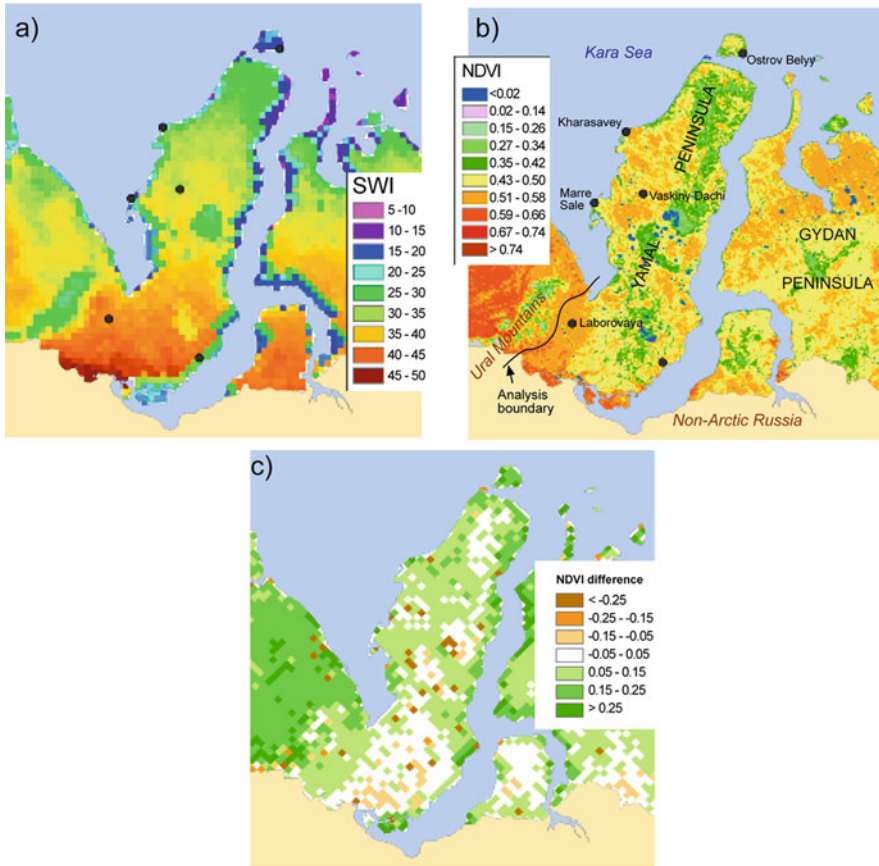 a)
SWI
5 - 10
10 - 15
15 - 20
20 - 25
25 - 30
30 - 35
35 - 40
40 - 45
45 - 50
b)
Kara Sea
Ostrov Belyy
NDVI
<0.02
0.02 - 0.14
0.15 - 0.26
0.27 - 0.34
0.35 - 0.42
0.43 - 0.50
0.51 - 0.58
0.59 - 0.66
0.67 - 0.74
> 0.74
Kharasavey
Marre
Sale
Vaskiny Dachi
YAMAL
PENINSULA
GYDAN
PENINSULA
Ural Mountains
Laborovaya
Analysis
boundary
Non-Arctic Russia
c)
NDVI difference
< -0.25
-0.25 - -0.15
-0.15 - -0.05
-0.05 - 0.05
0.05 - 0.15
0.15 - 0.25
> 0.25